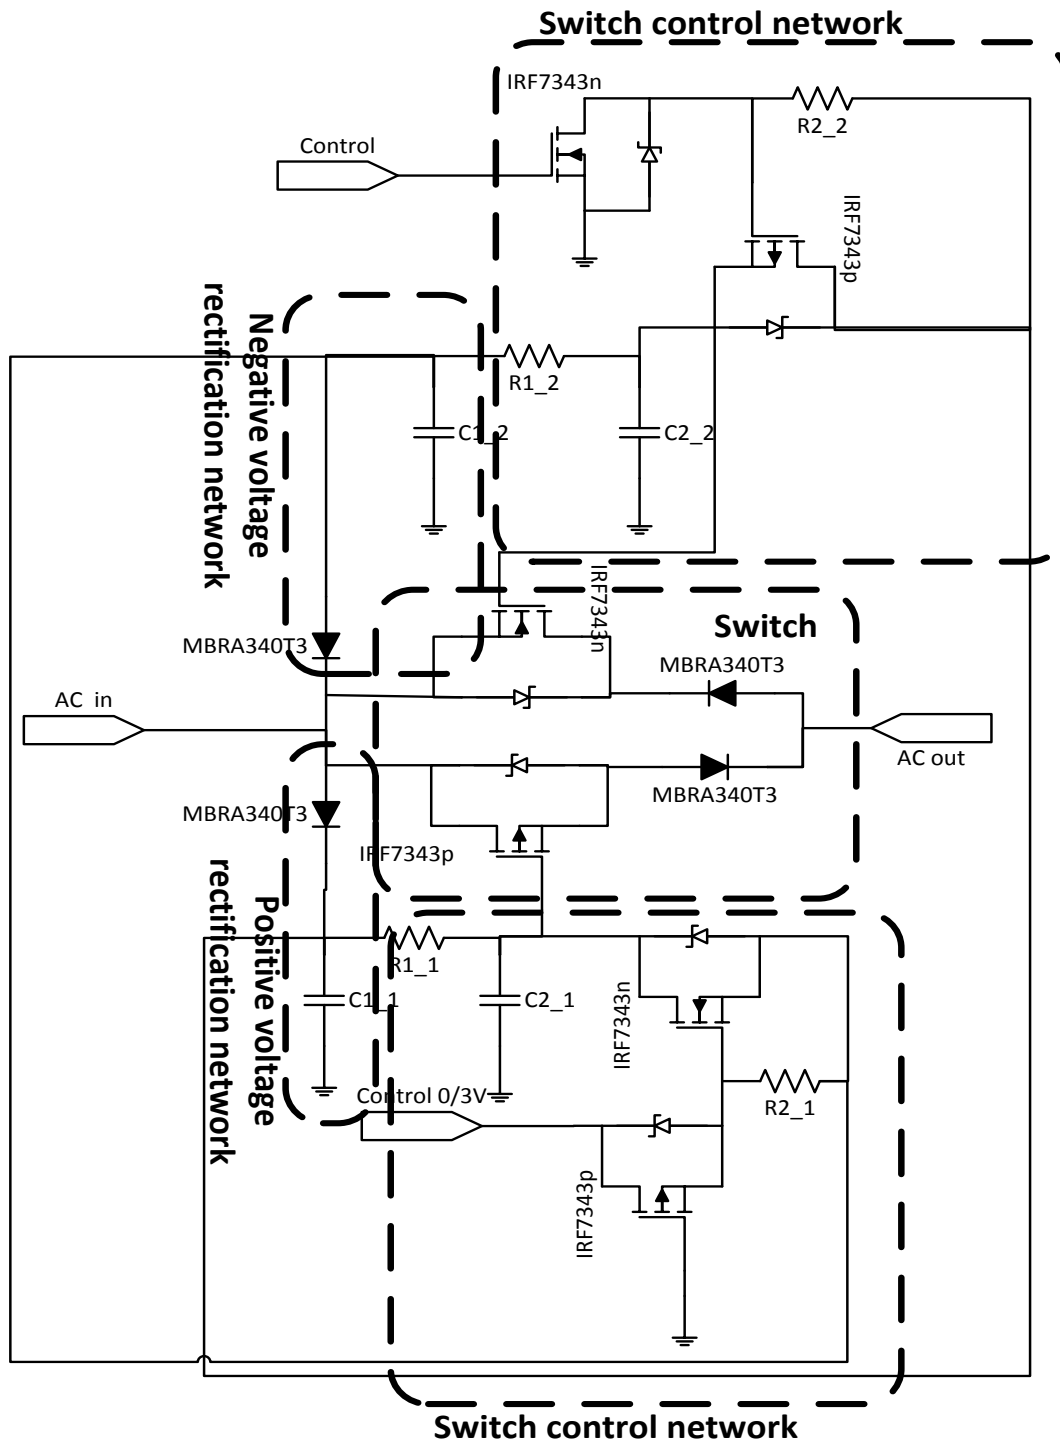 Switch control network
IRF7343n
R2_2
Control
IRF7343p
Negative voltage
rectification network
R1_2
C1_2
C2_2
IRF7343n
Switch
MBRA340T3
MBRA340T3
AC in
AC out
MBRA340T3
MBRA340T3
IRF7343p
Positive voltage
rectification network
R1_1
C1_1
C2_1
IRF7343n
R2_1
Control 0/3V
IRF7343p
Switch control network